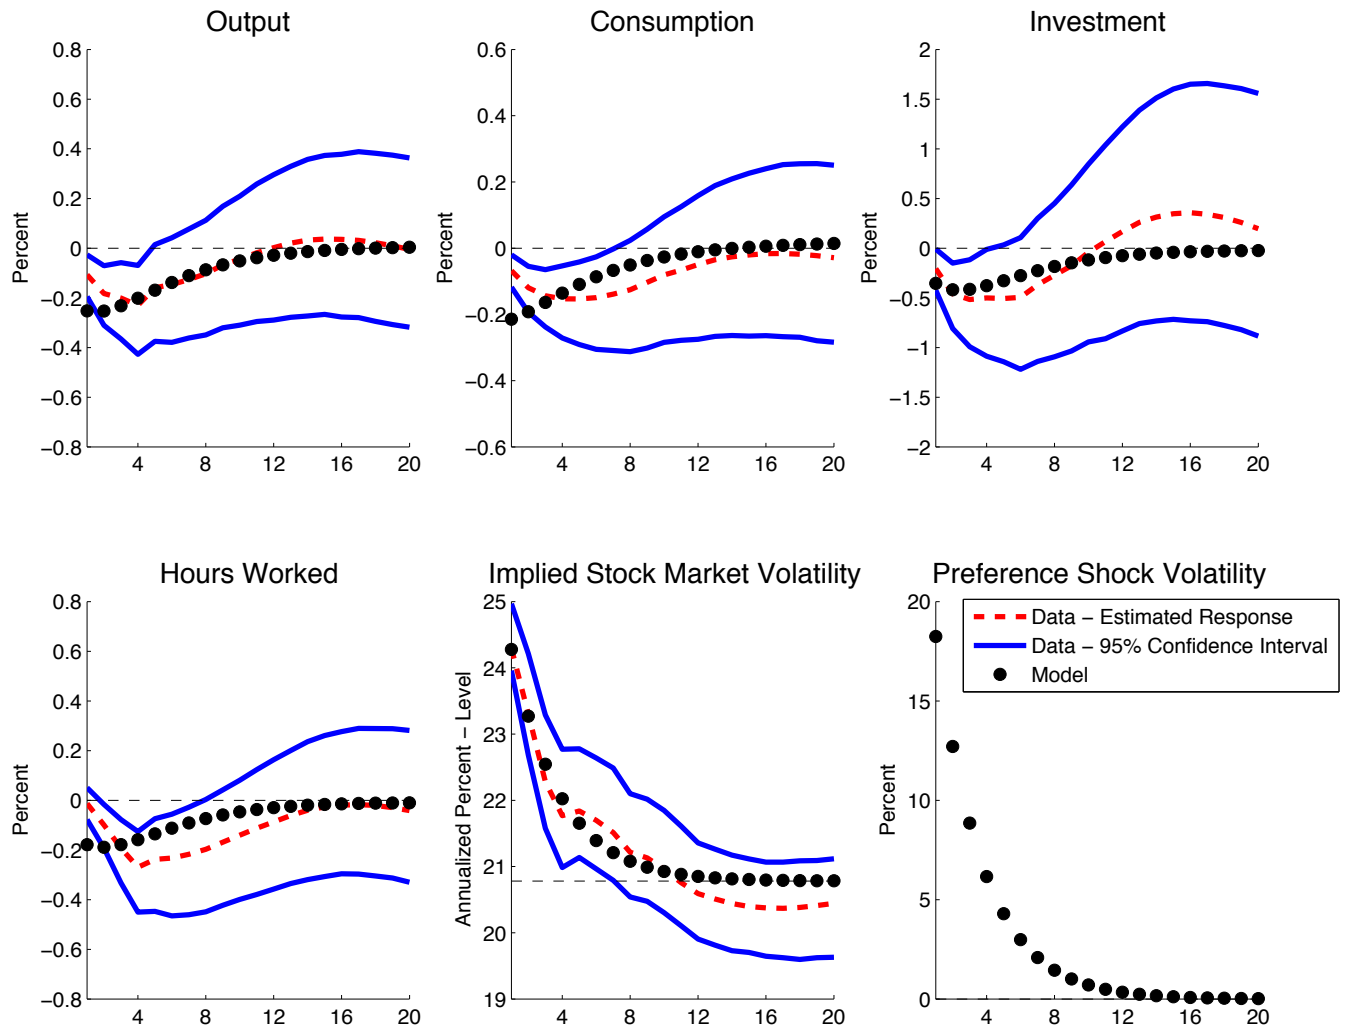 Output
Consumption
Investment
0.8
0.6
0.4
0.2
0
−0.2
−0.4
−0.6
−0.8
Percent
4 8 12 16 20
0.6
0.4
0.2
0
−0.2
−0.4
−0.6
Percent
4 8 12 16 20
2
1.5
1
0.5
0
−0.5
−1
−1.5
−2
Percent
4 8 12 16 20
Hours Worked
Implied Stock Market Volatility
Preference Shock Volatility
0.8
0.6
0.4
0.2
0
−0.2
−0.4
−0.6
−0.8
Percent
4 8 12 16 20
25
24
23
22
21
20
19
Annualized Percent − Level
4 8 12 16 20
20
15
10
5
0
Percent
4 8 12 16 20
Data − Estimated Response
Data − 95% Confidence Interval
Model